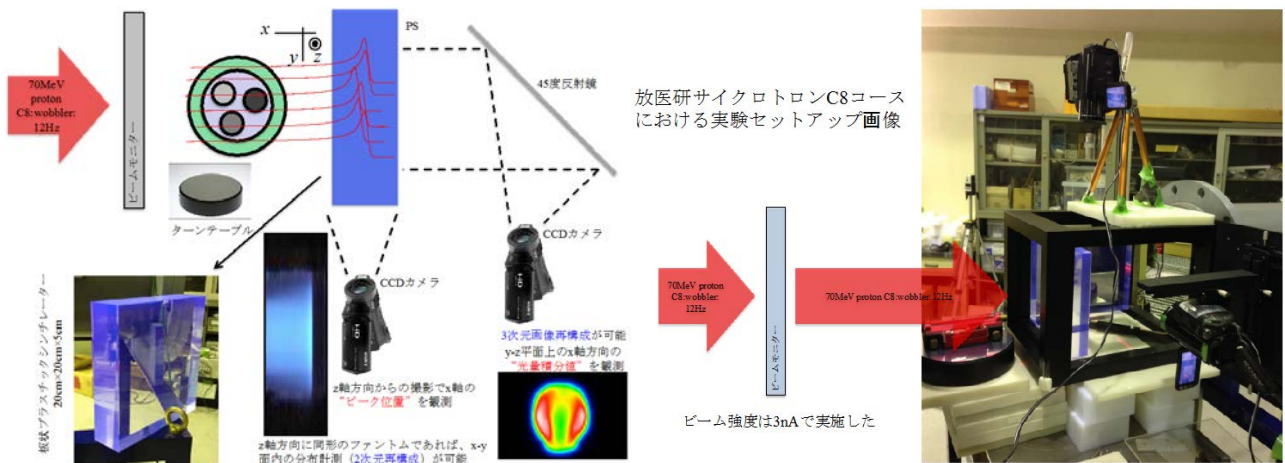 70MeV
proton
C8:wobbler:
12Hz
ビームモニター
x
y
z
PS
45度反射鏡
ターンテーブル
CCDカメラ
CCDカメラ
板状プラスチックシンチレーター
20cm×20cm×5cm
z軸方向からの撮影でx軸の
“ピーク位置”を観測
z軸方向に同形のファントムであれば、x-y
面内の分布計測（2次元再構成）が可能
3次元画像再構成が可能
y-z平面上のx軸方向の
“光量積分値”を観測
放医研サイクロトロンC8コース
における実験セットアップ画像
70MeV proton
C8:wobbler:
12Hz
ビームモニター
70MeV proton C8:wobbler:12Hz
ビーム強度は3nAで実施した